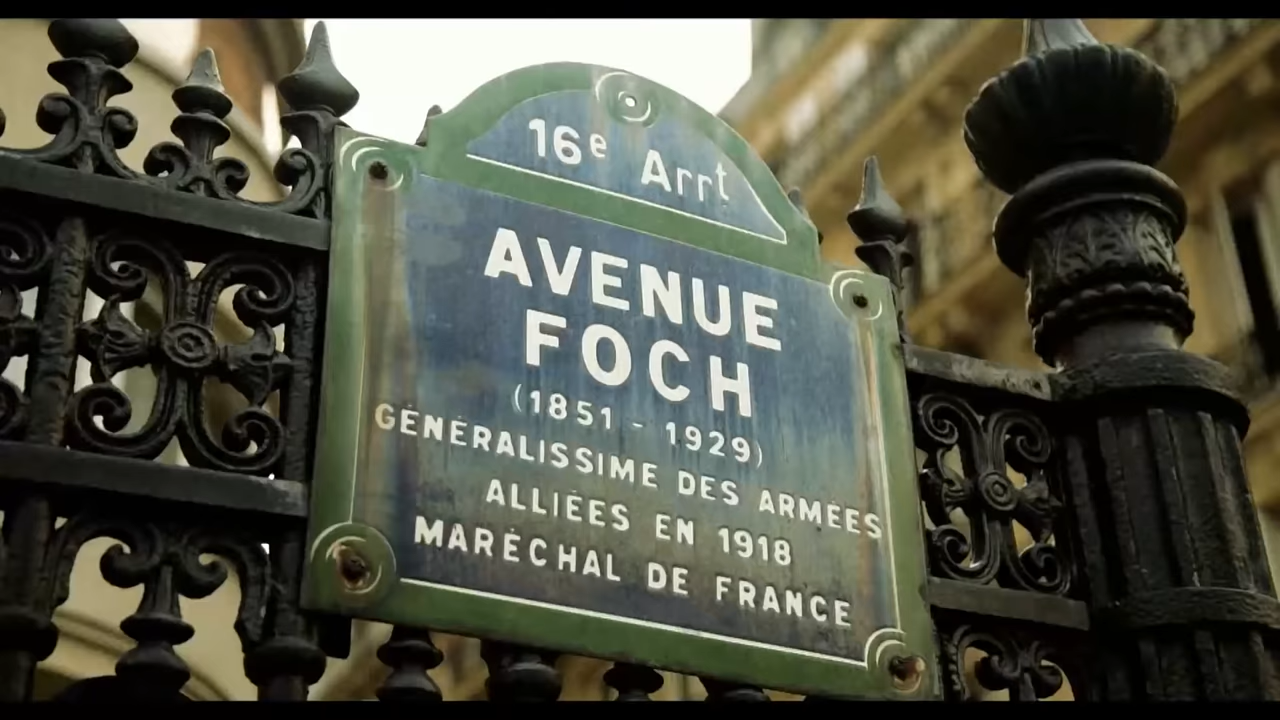 16e Arrt
AVENUE
FOCH
(1851 - 1929)
GÉNÉRALISSIME DES ARMÉES
ALLIÉES EN 1918
MARÉCHAL DE FRANCE